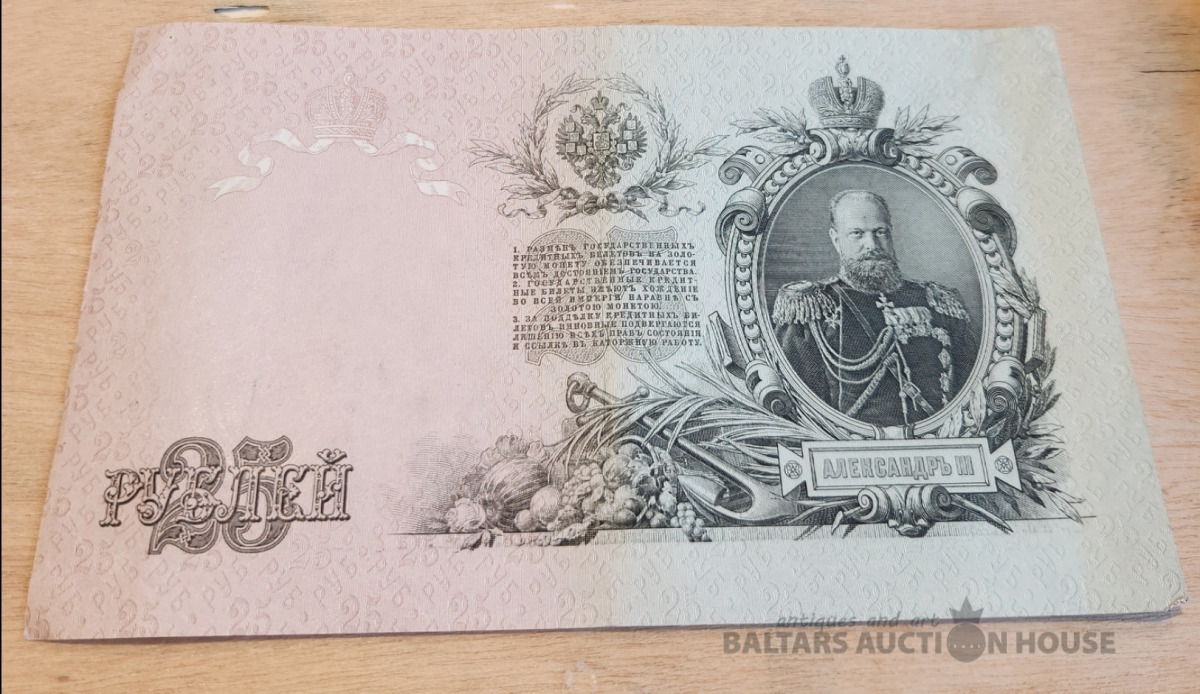 1. РАЗМѢНЪ ГОСУДАРСТВЕННЫХЪ
КРЕДИТНЫХЪ БИЛЕТОВЪ НА ЗОЛО-
ТУЮ МОНЕТУ ОБЕЗПЕЧИВАЕТСЯ
ВСѢМЪ ДОСТОЯНІЕМЪ ГОСУДАРСТВА.
2. ГОСУДАРСТВЕННЫЕ КРЕДИТ-
НЫЕ БИЛЕТЫ ИМѢЮТЪ ХОЖДЕНІЕ
ВО ВСЕЙ ИМПЕРІИ НАРАВНѢ СЪ
ЗОЛОТОЮ МОНЕТОЮ.
3. ЗА ПОДДѢЛКУ КРЕДИТНЫХЪ БИ-
ЛЕТОВЪ ВИНОВНЫЕ ПОДВЕРГАЮТСЯ
ЛИШЕНІЮ ВСѢХЪ ПРАВЪ СОСТОЯНІЯ
И ССЫЛКѢ ВЪ КАТОРЖНУЮ РАБОТУ.
25
РУБЛЕЙ
АЛЕКСАНДРЪ III
antiques and art
BALTARS AUCTION HOUSE